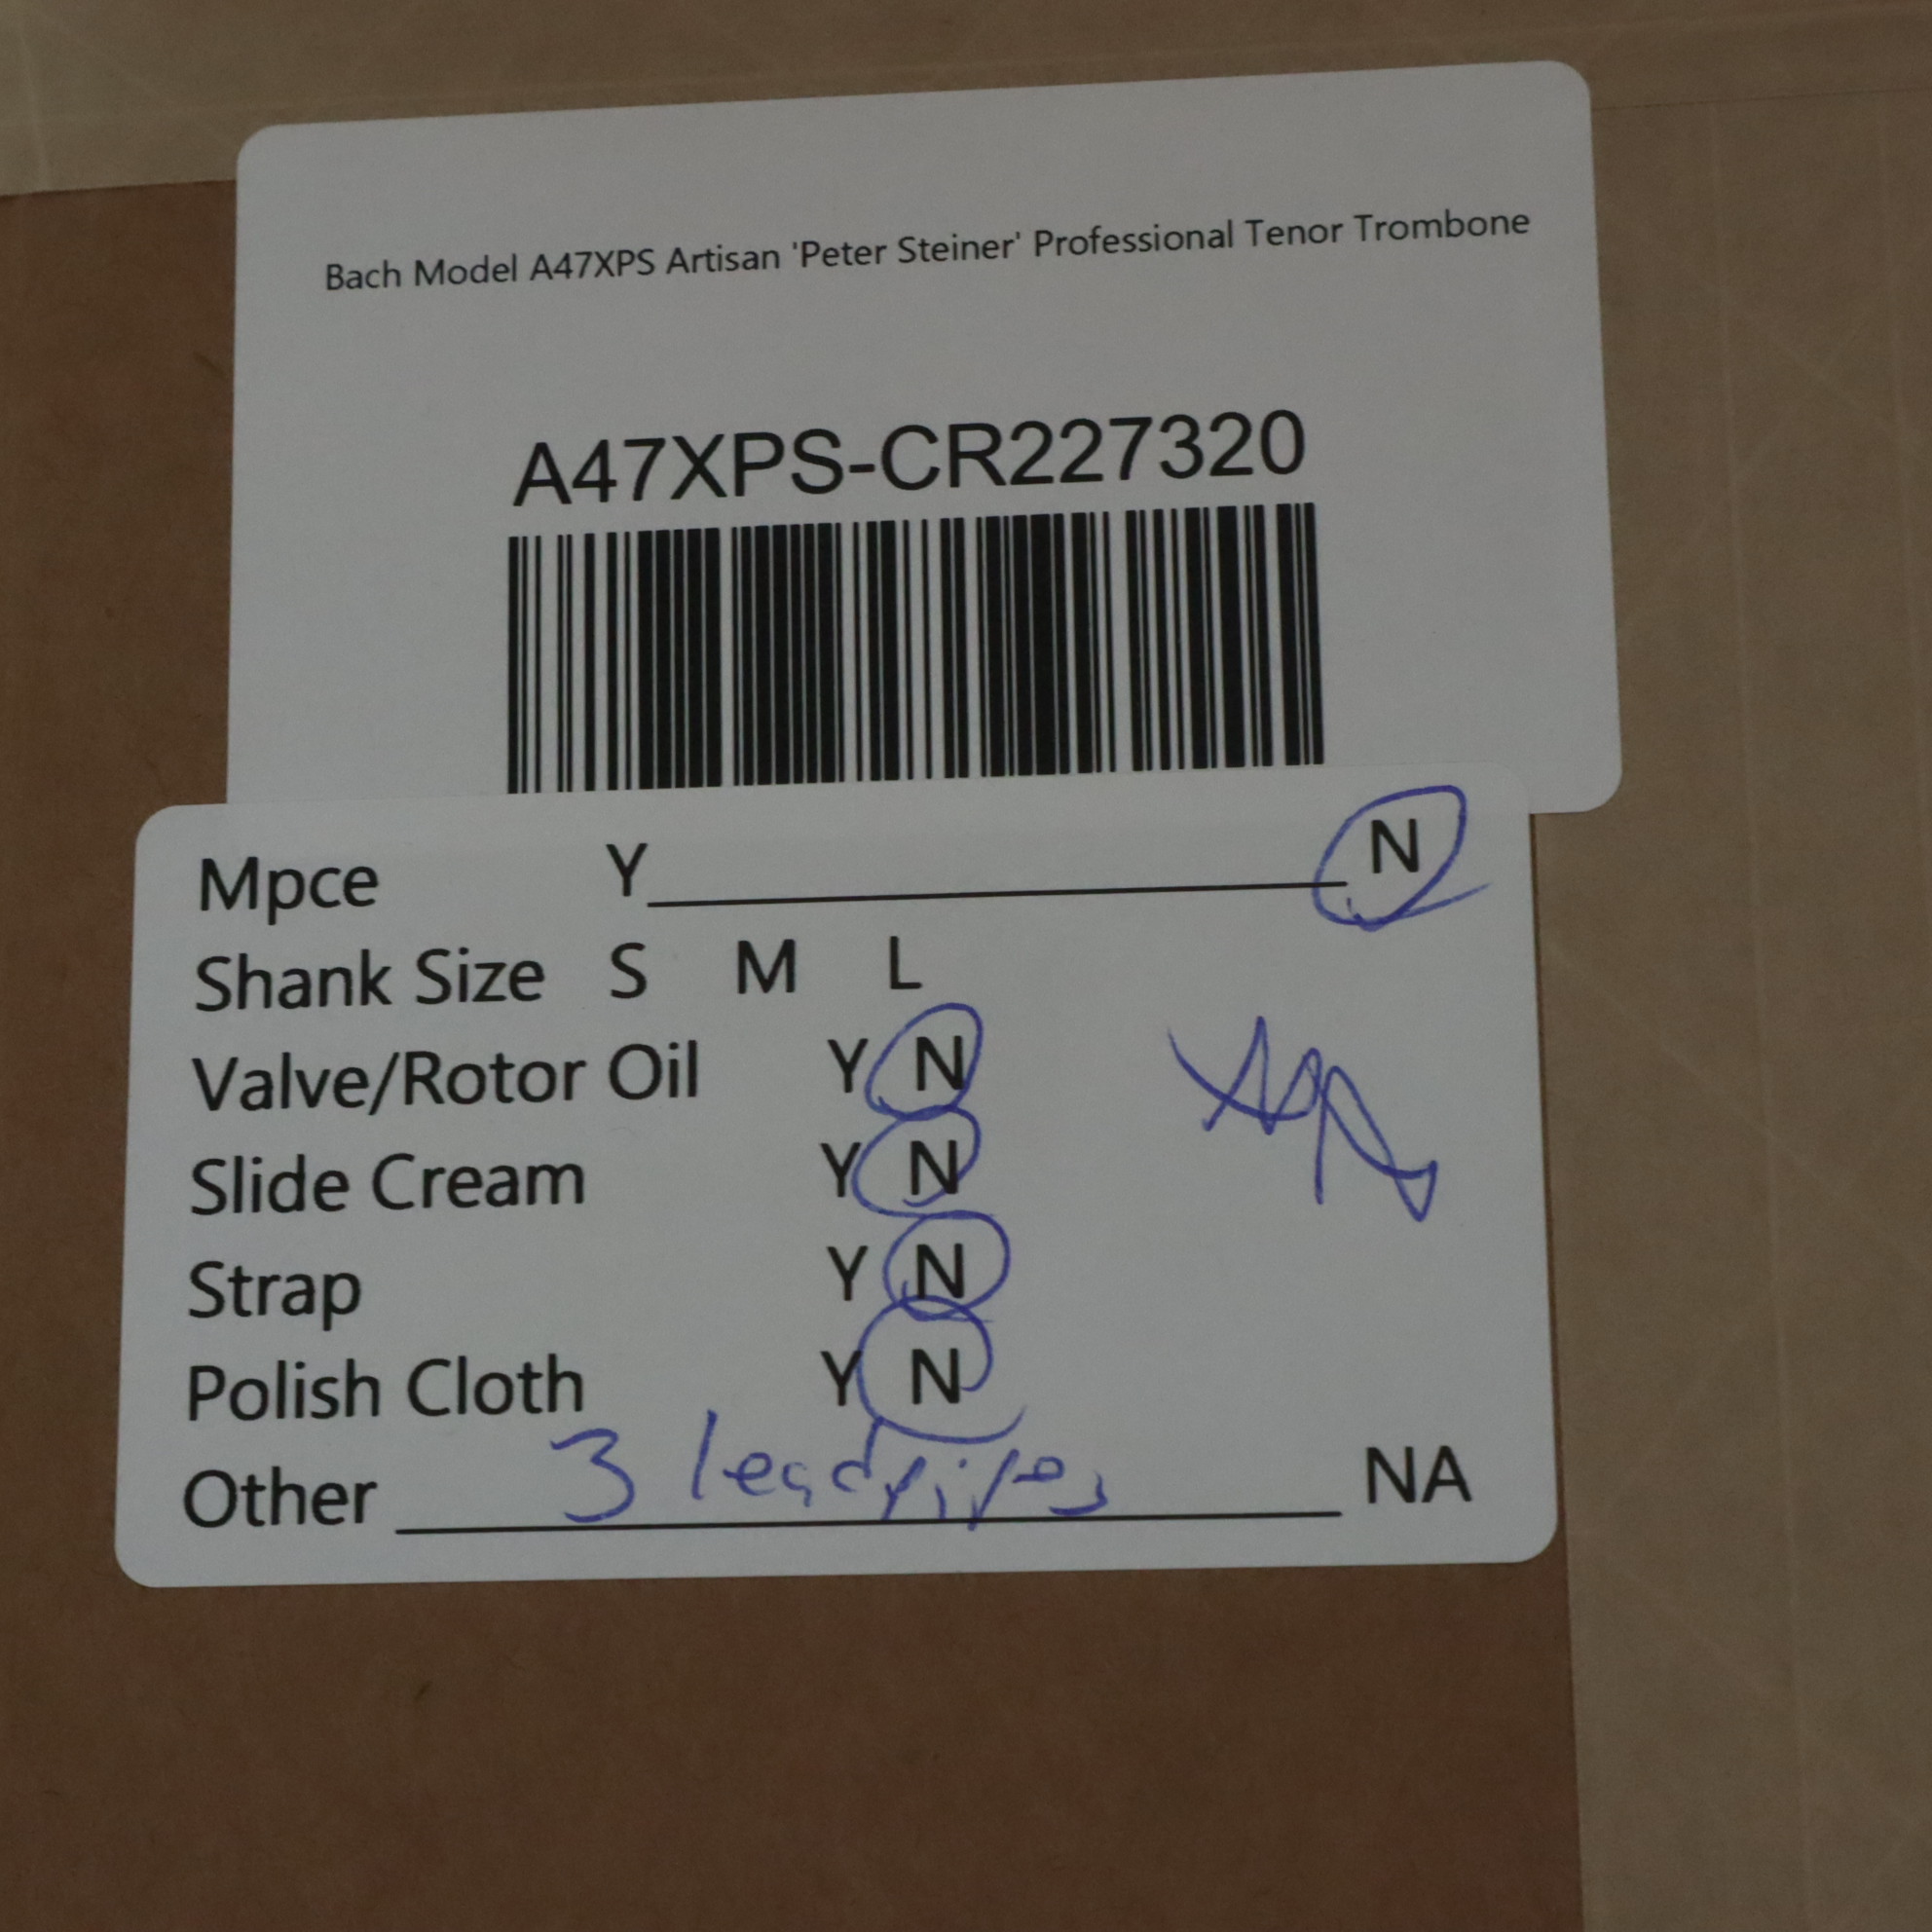 Bach Model A47XPS Artisan 'Peter Steiner' Professional Tenor Trombone
A47XPS-CR227320
Mpce Y N
Shank Size S M L
Valve/Rotor Oil Y N
Slide Cream Y N
Strap Y N
Polish Cloth Y N
Other 3 leadpipes NA